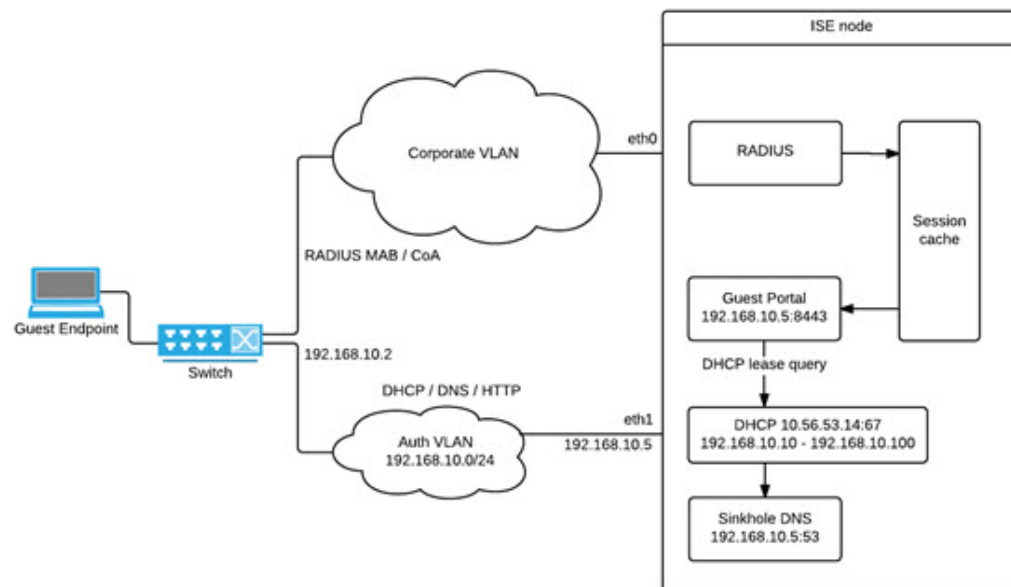 ISE node
eth0
RADIUS
Corporate VLAN
Session
cache
RADIUS MAB / CoA
Guest Portal
192.168.10.5:8443
Guest Endpoint
192.168.10.2
Switch
DHCP lease query
DHCP / DNS / HTTP
eth1
192.168.10.5
DHCP 10.56.53.14:67
192.168.10.10 - 192.168.10.100
Auth VLAN
192.168.10.0/24
Sinkhole DNS
192.168.10.5:53